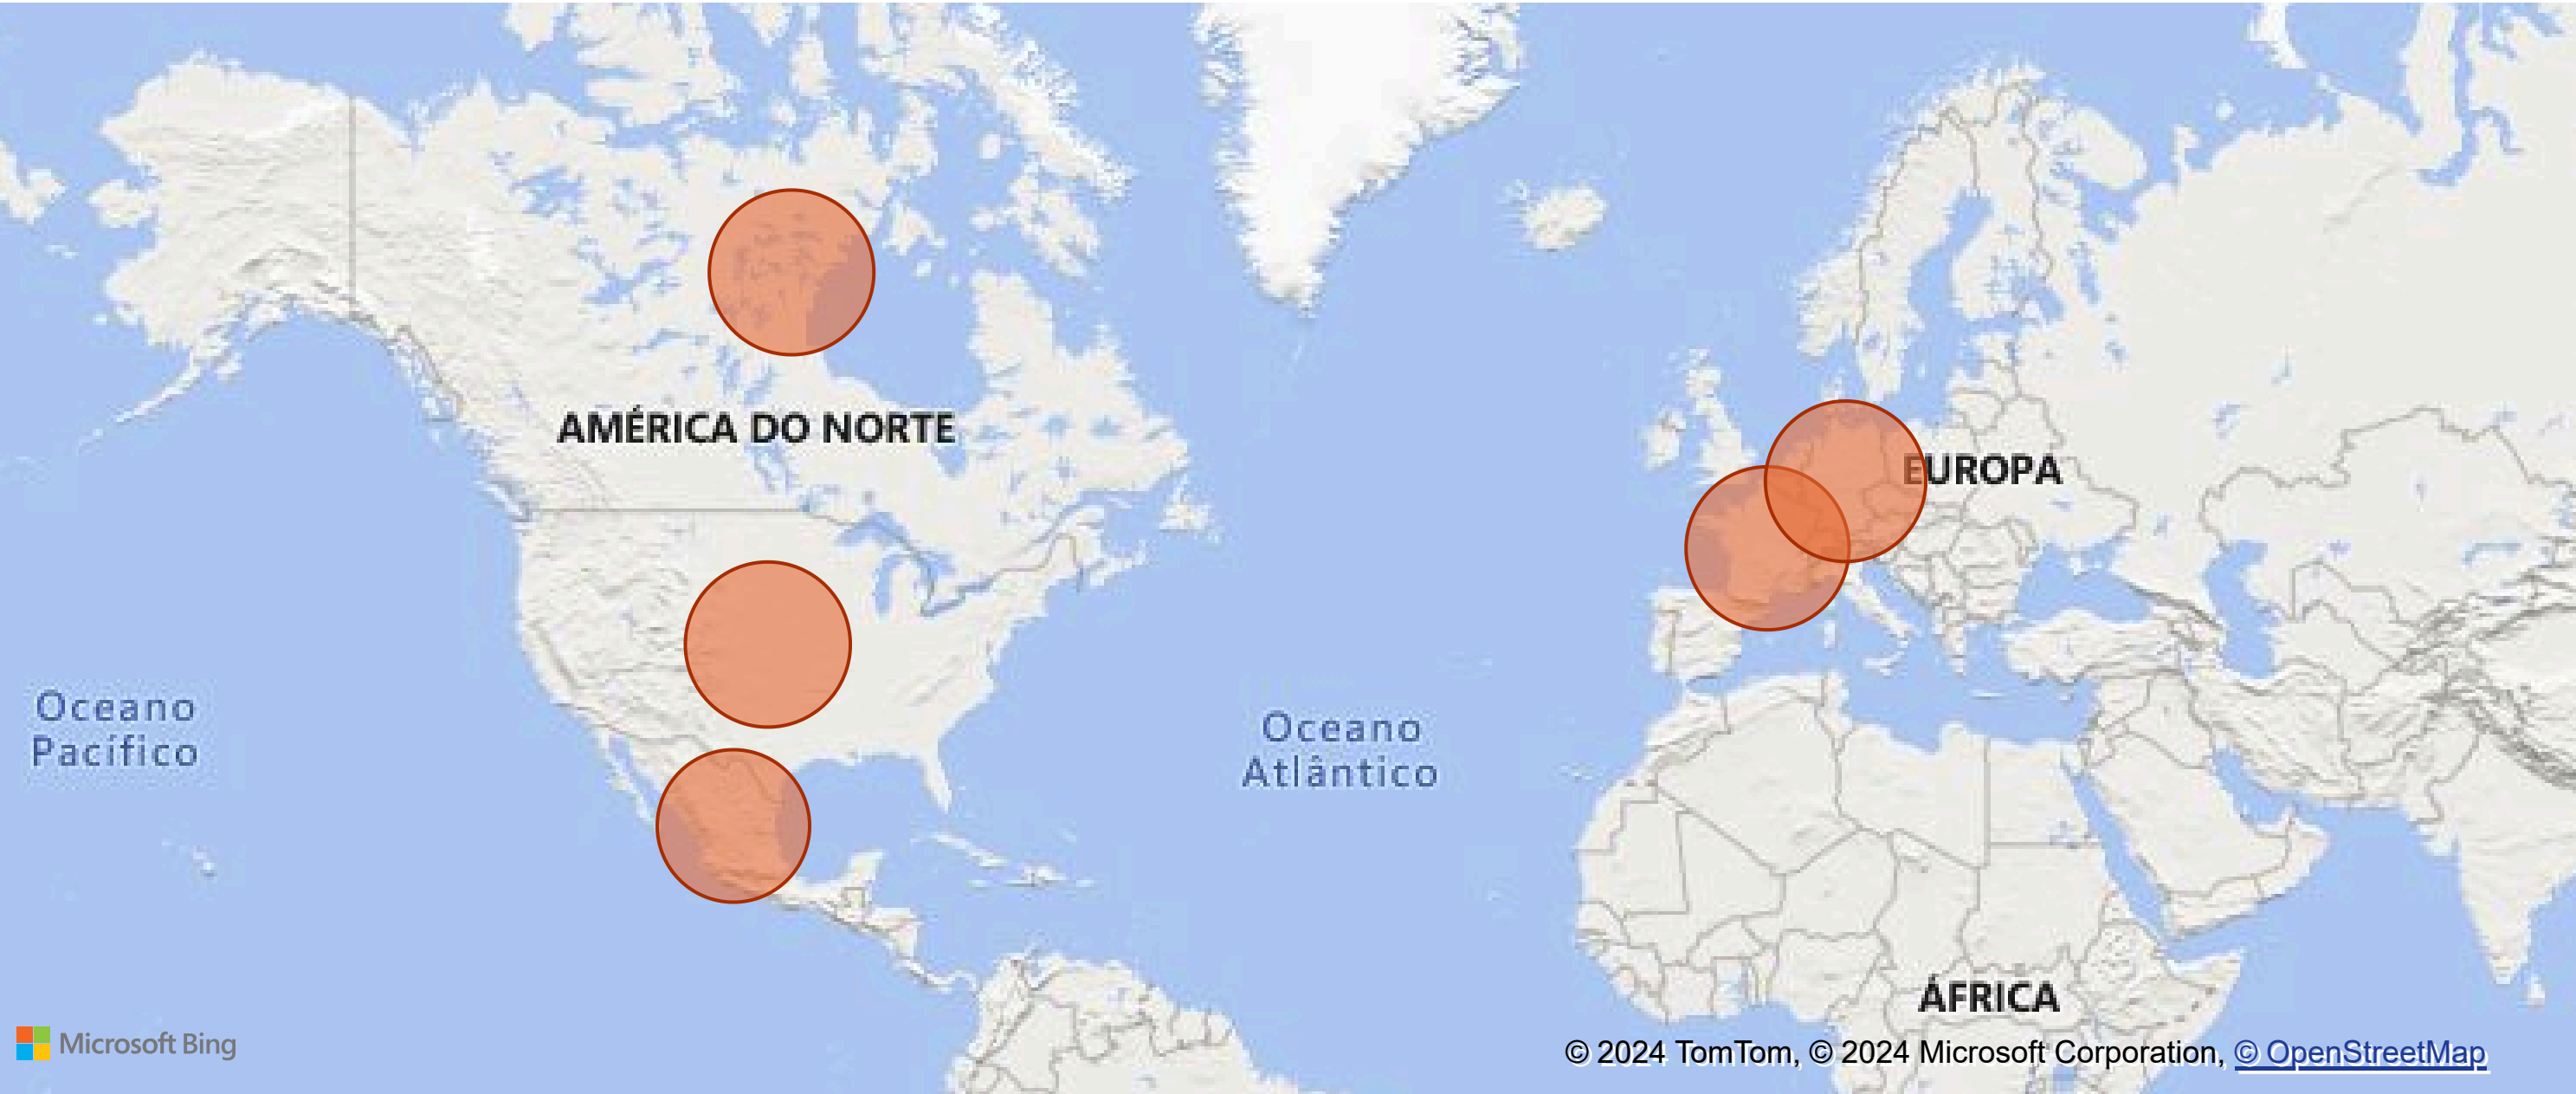 AMÉRICA DO NORTE
EUROPA
Oceano
Pacífico
Oceano
Atlântico
ÁFRICA
Microsoft Bing
© 2024 TomTom, © 2024 Microsoft Corporation, © OpenStreetMap